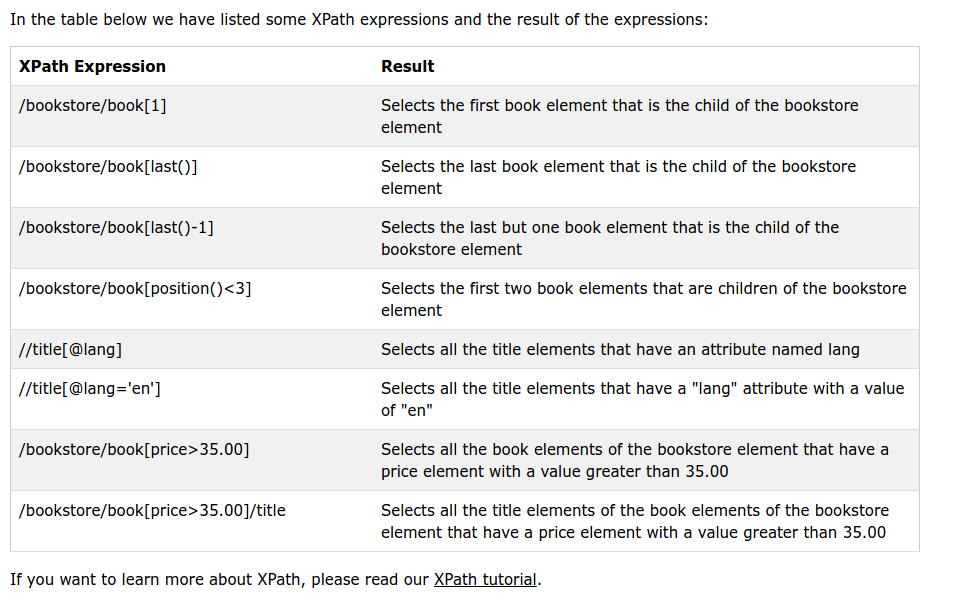 In the table below we have listed some XPath expressions and the result of the expressions:
XPath Expression Result
/bookstore/book[1] Selects the first book element that is the child of the bookstore
element
/bookstore/book[last()] Selects the last book element that is the child of the bookstore
element
/bookstore/book[last()-1] Selects the last but one book element that is the child of the
bookstore element
/bookstore/book[position()<3] Selects the first two book elements that are children of the bookstore
element
//title[@lang] Selects all the title elements that have an attribute named lang
//title[@lang='en'] Selects all the title elements that have a "lang" attribute with a value
of "en"
/bookstore/book[price>35.00] Selects all the book elements of the bookstore element that have a
price element with a value greater than 35.00
/bookstore/book[price>35.00]/title Selects all the title elements of the book elements of the bookstore
element that have a price element with a value greater than 35.00
If you want to learn more about XPath, please read our XPath tutorial.